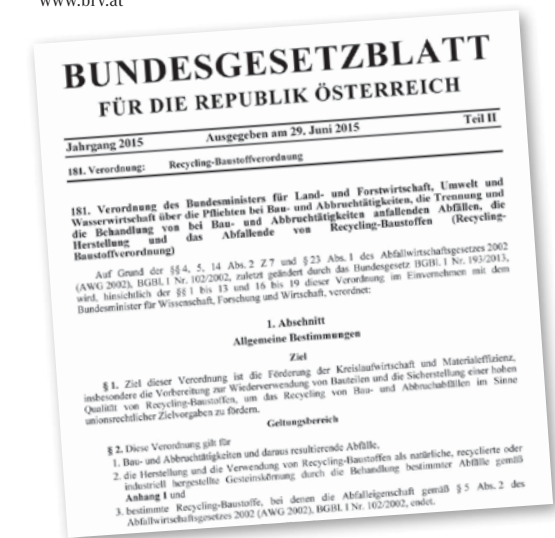 www.brv.at
BUNDESGESETZBLATT
FÜR DIE REPUBLIK ÖSTERREICH
Jahrgang 2015 Ausgegeben am 29. Juni 2015 Teil II
181. Verordnung: Recycling-Baustoffverordnung
181. Verordnung des Bundesministers für Land- und Forstwirtschaft, Umwelt und
Wasserwirtschaft über die Pflichten bei Bau- und Abbruchtätigkeiten, die Trennung und
die Behandlung von bei Bau- und Abbruchtätigkeiten anfallenden Abfällen, die
Herstellung und das Abfallende von Recycling-Baustoffen (Recycling-
Baustoffverordnung)
Auf Grund der §§ 4, 5, 14 Abs. 2 Z 7 und § 23 Abs. 1 des Abfallwirtschaftsgesetzes 2002
(AWG 2002), BGBl. I Nr. 102/2002, zuletzt geändert durch das Bundesgesetz BGBl. I Nr. 193/2013,
wird, hinsichtlich der §§ 1 bis 13 und 16 bis 19 dieser Verordnung im Einvernehmen mit dem
Bundesminister für Wissenschaft, Forschung und Wirtschaft, verordnet:
1. Abschnitt
Allgemeine Bestimmungen
Ziel
§ 1. Ziel dieser Verordnung ist die Förderung der Kreislaufwirtschaft und Materialeffizienz,
insbesondere die Vorbereitung zur Wiederverwendung von Bauteilen und die Sicherstellung einer hohen
Qualität von Recycling-Baustoffen, um das Recycling von Bau- und Abbruchabfällen im Sinne
unionsrechtlicher Zielvorgaben zu fördern.
Geltungsbereich
§ 2. Diese Verordnung gilt für
1. Bau- und Abbruchtätigkeiten und daraus resultierende Abfälle,
2. die Herstellung und die Verwendung von Recycling-Baustoffen als natürliche, recyclierte oder
industriell hergestellte Gesteinskörnung durch die Behandlung bestimmter Abfälle gemäß
Anhang 1 und
3. bestimmte Recycling-Baustoffe, bei denen die Abfalleigenschaft gemäß § 5 Abs. 2 des
Abfallwirtschaftsgesetzes 2002 (AWG 2002), BGBl. I Nr. 102/2002, endet.